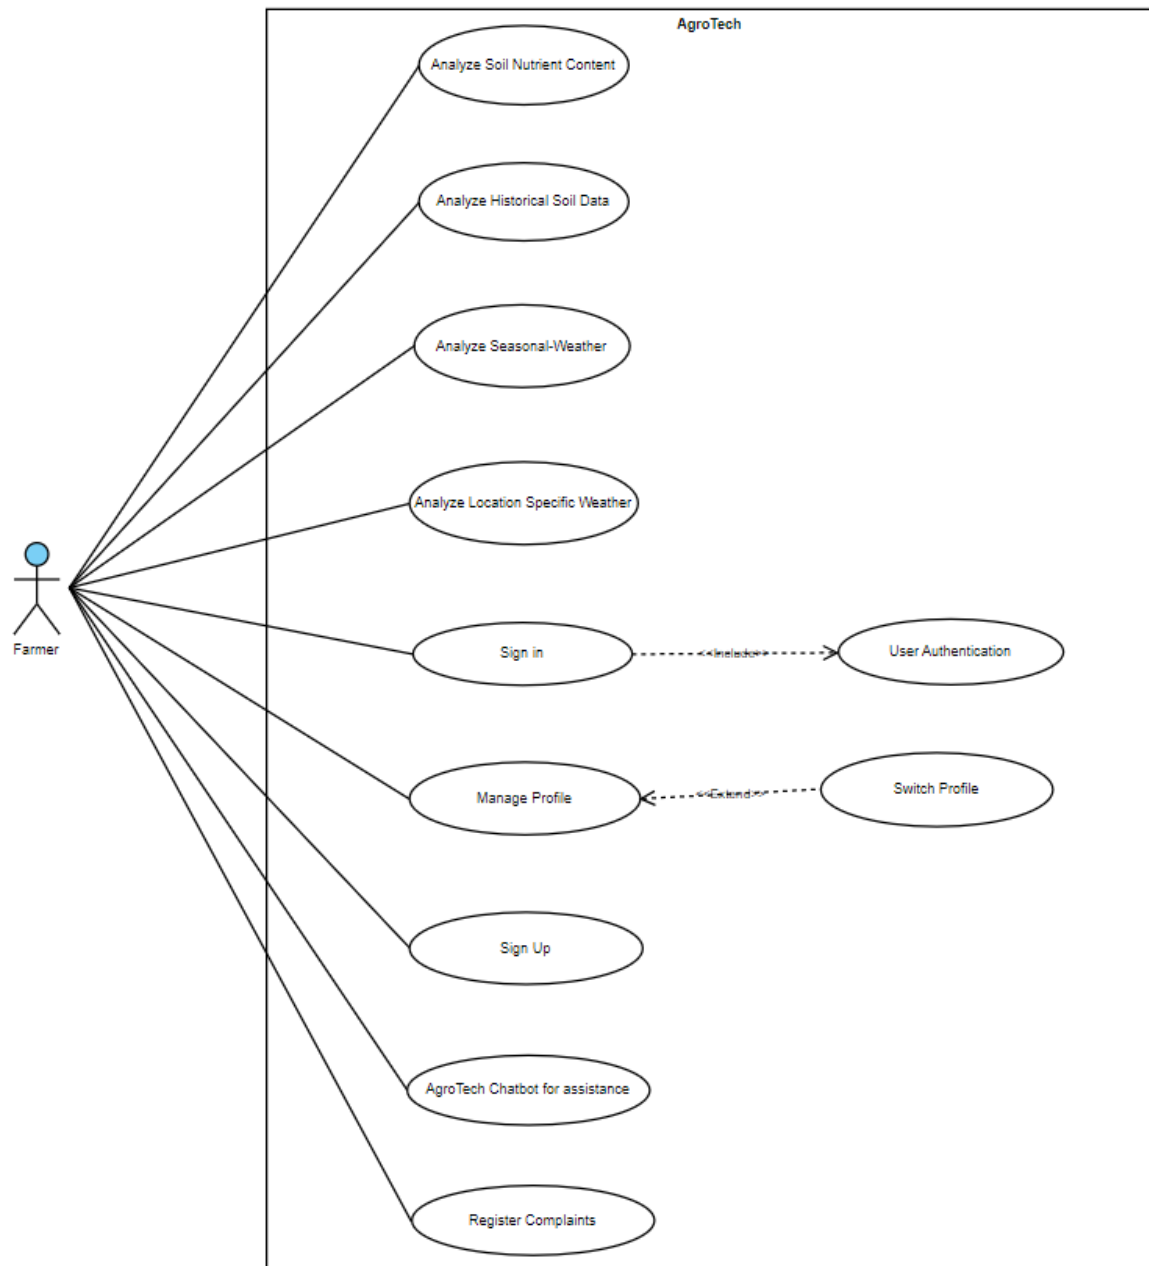 AgroTech
Analyze Soil Nutrient Content
Analyze Historical Soil Data
Analyze Seasonal-Weather
Analyze Location Specific Weather
Farmer
Sign in
<<Include>>
User Authentication
Manage Profile
<<Extend>>
Switch Profile
Sign Up
AgroTech Chatbot for assistance
Register Complaints